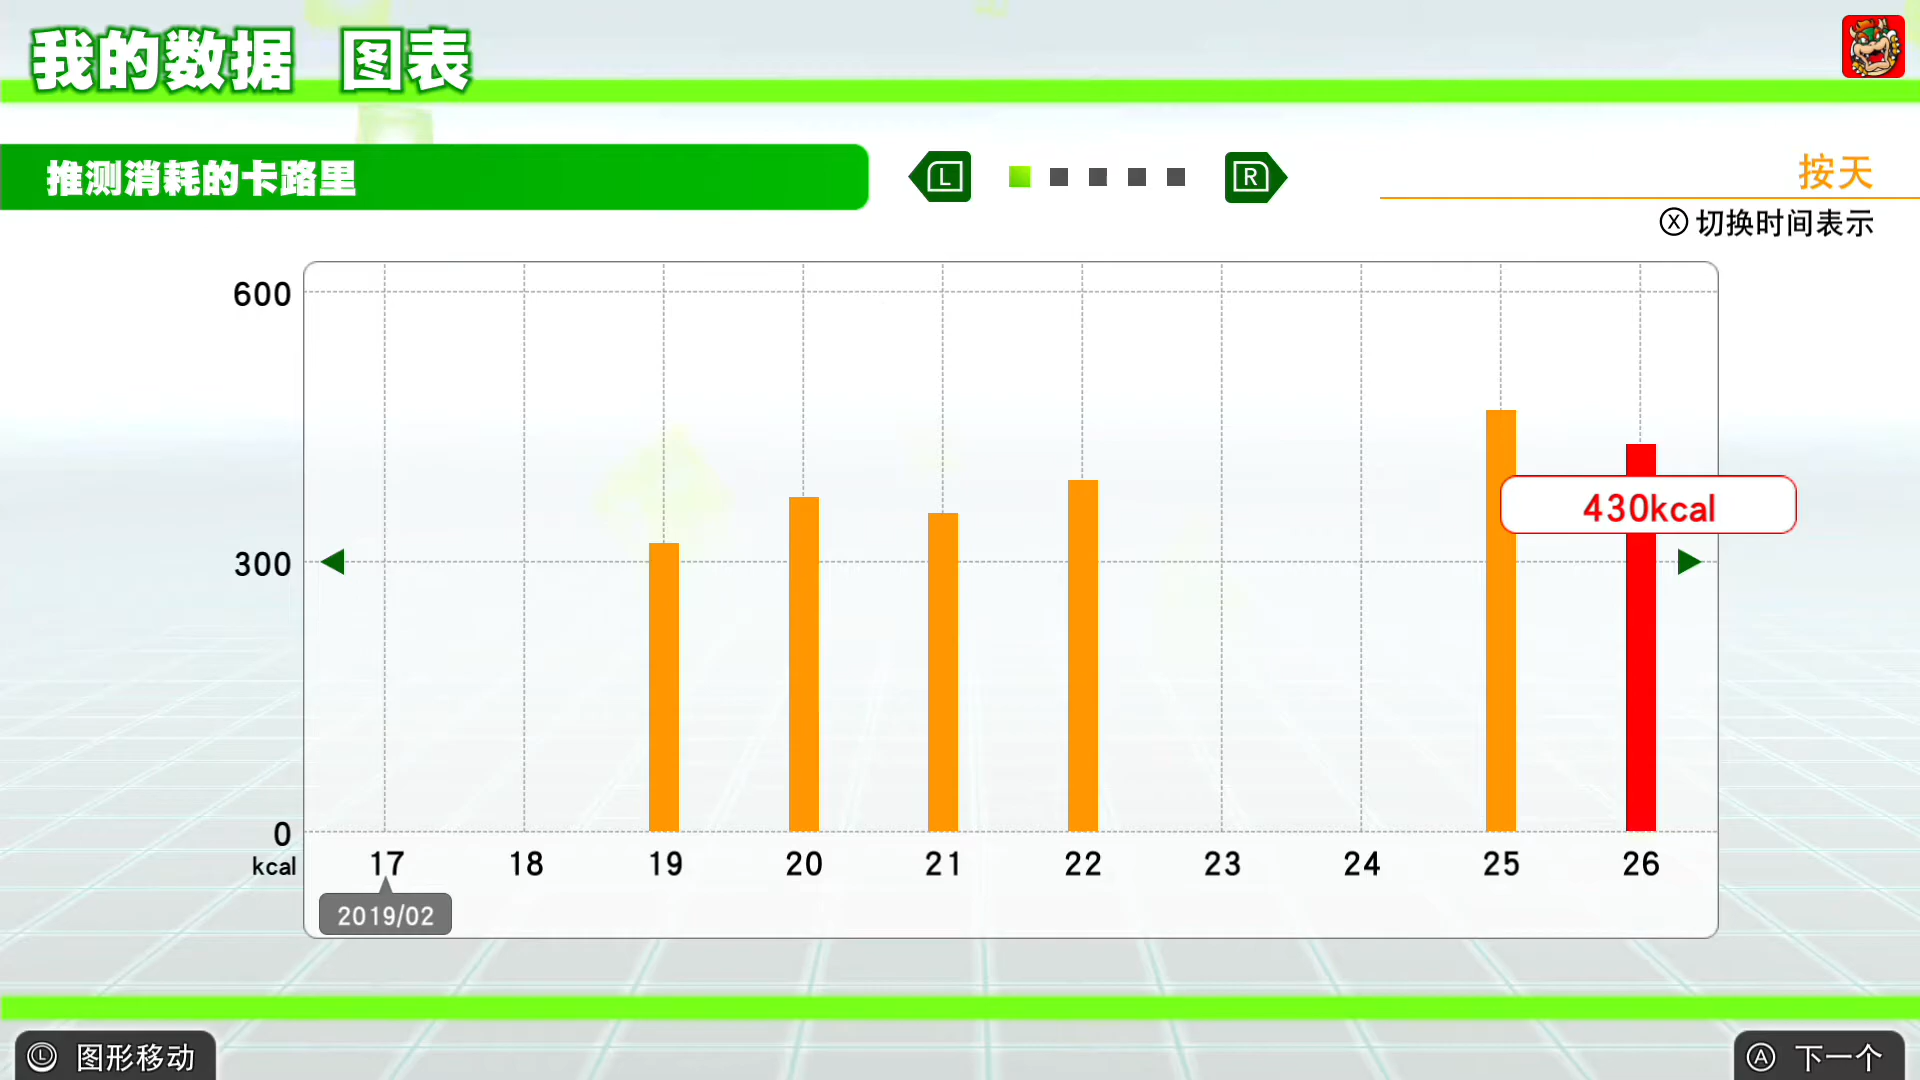 我的数据 图表
推测消耗的卡路里
L
R
按天
X 切换时间表示
600
300
0
kcal
430kcal
17 18 19 20 21 22 23 24 25 26
2019/02
L 图形移动
A 下一个